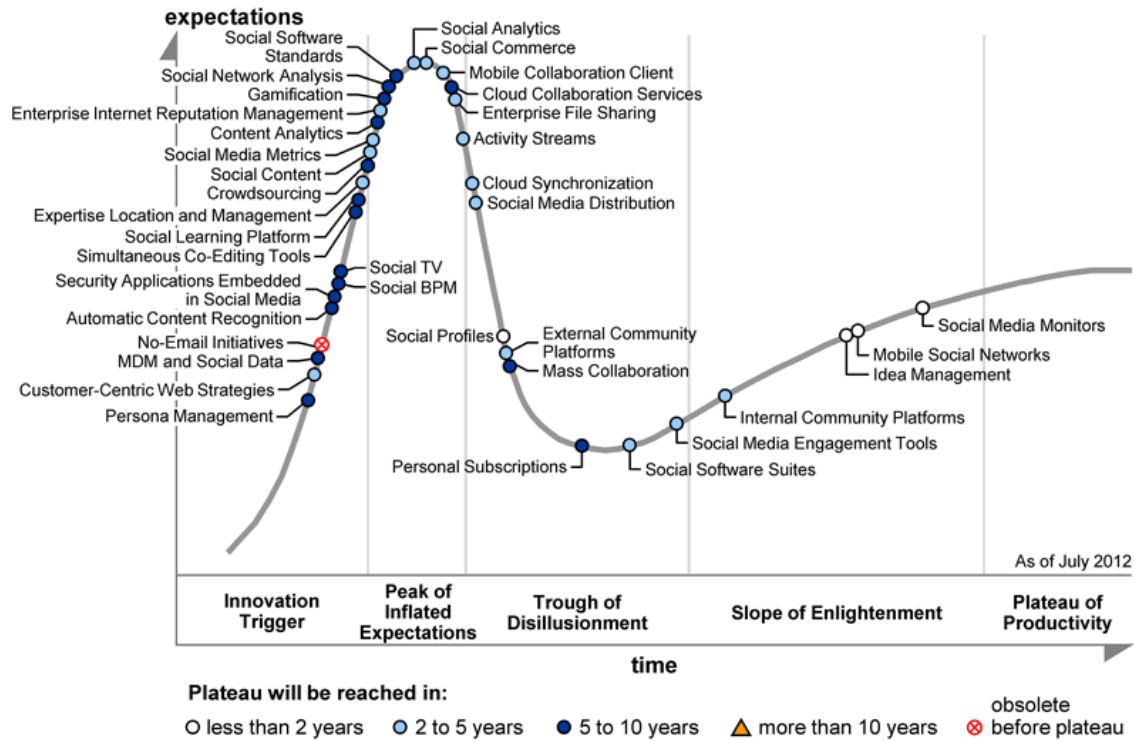 expectations
Social Software
Standards
Social Network Analysis
Gamification
Enterprise Internet Reputation Management
Content Analytics
Social Media Metrics
Social Content
Crowdsourcing
Expertise Location and Management
Social Learning Platform
Simultaneous Co-Editing Tools
Social TV
Social BPM
Security Applications Embedded
in Social Media
Automatic Content Recognition
No-Email Initiatives
MDM and Social Data
Customer-Centric Web Strategies
Persona Management
Social Analytics
Social Commerce
Mobile Collaboration Client
Cloud Collaboration Services
Enterprise File Sharing
Activity Streams
Cloud Synchronization
Social Media Distribution
Social Profiles
External Community
Platforms
Mass Collaboration
Personal Subscriptions
Social Software Suites
Social Media Engagement Tools
Internal Community Platforms
Idea Management
Mobile Social Networks
Social Media Monitors
As of July 2012
Innovation
Trigger
Peak of
Inflated
Expectations
Trough of
Disillusionment
Slope of Enlightenment
Plateau of
Productivity
time
Plateau will be reached in:
less than 2 years
2 to 5 years
5 to 10 years
more than 10 years
obsolete
before plateau